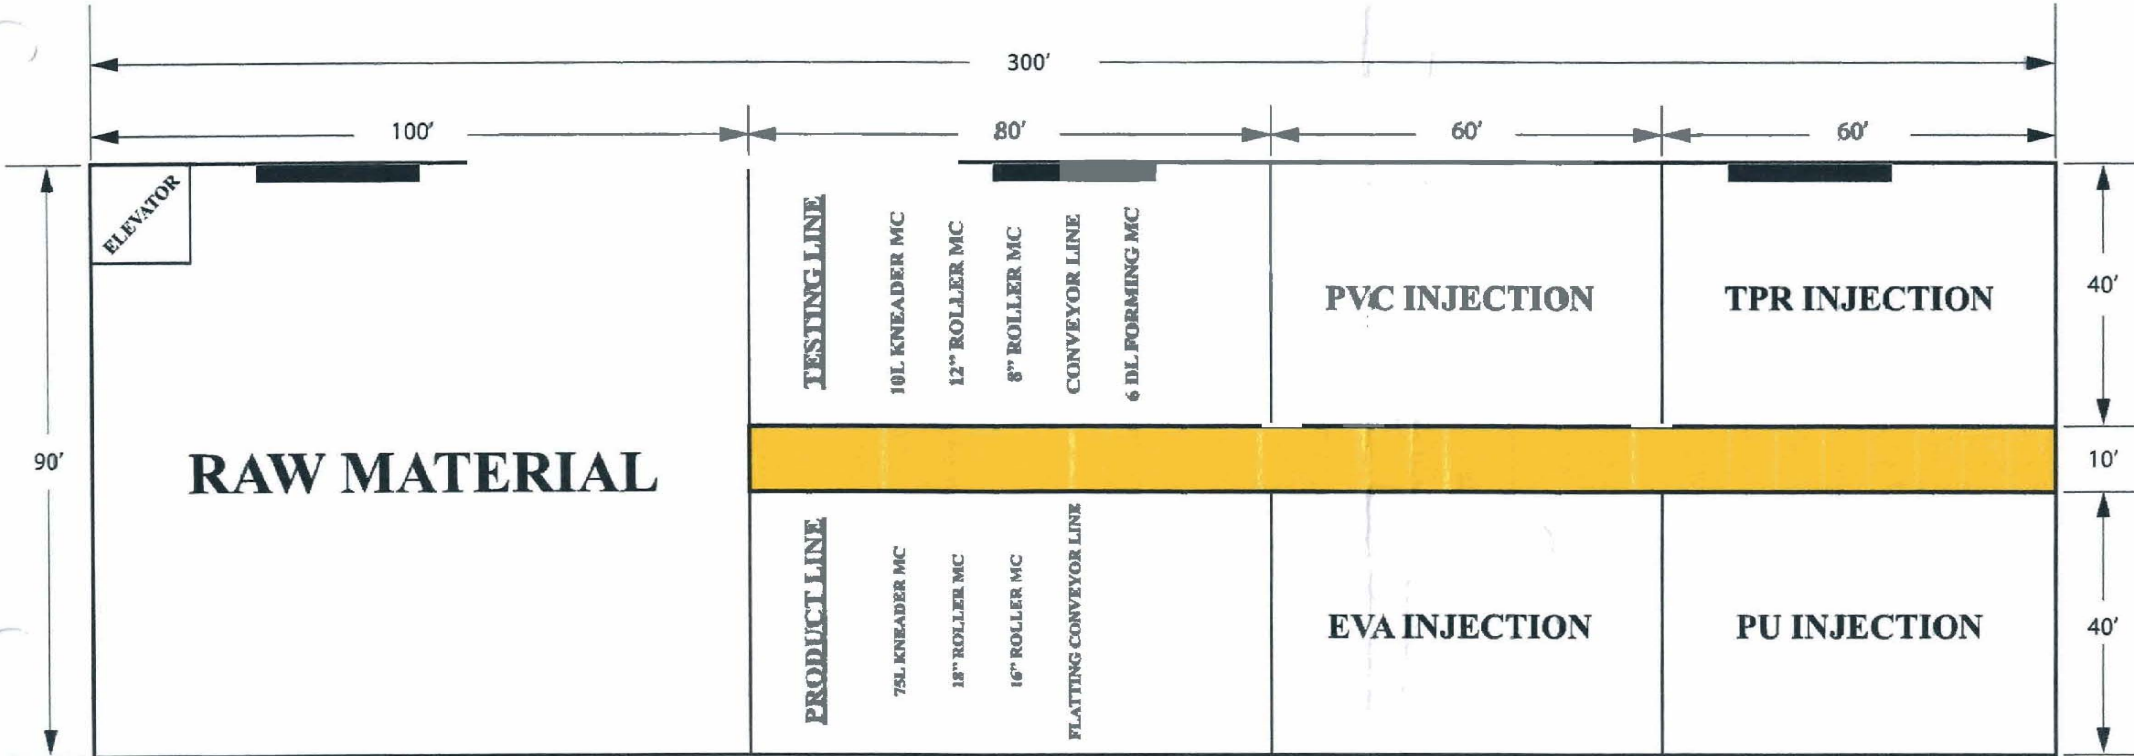 300'
100'
80'
60'
60'
ELEVATOR
TESTING LINE
10L KNEADER MC
12” ROLLER MC
8” ROLLER MC
CONVEYOR LINE
6 DL FORMING MC
PVC INJECTION
TPR INJECTION
40'
90'
RAW MATERIAL
10'
PRODUCT LINE
75L KNEADER MC
18” ROLLER MC
16” ROLLER MC
FLATTING CONVEYOR LINE
EVA INJECTION
PU INJECTION
40'